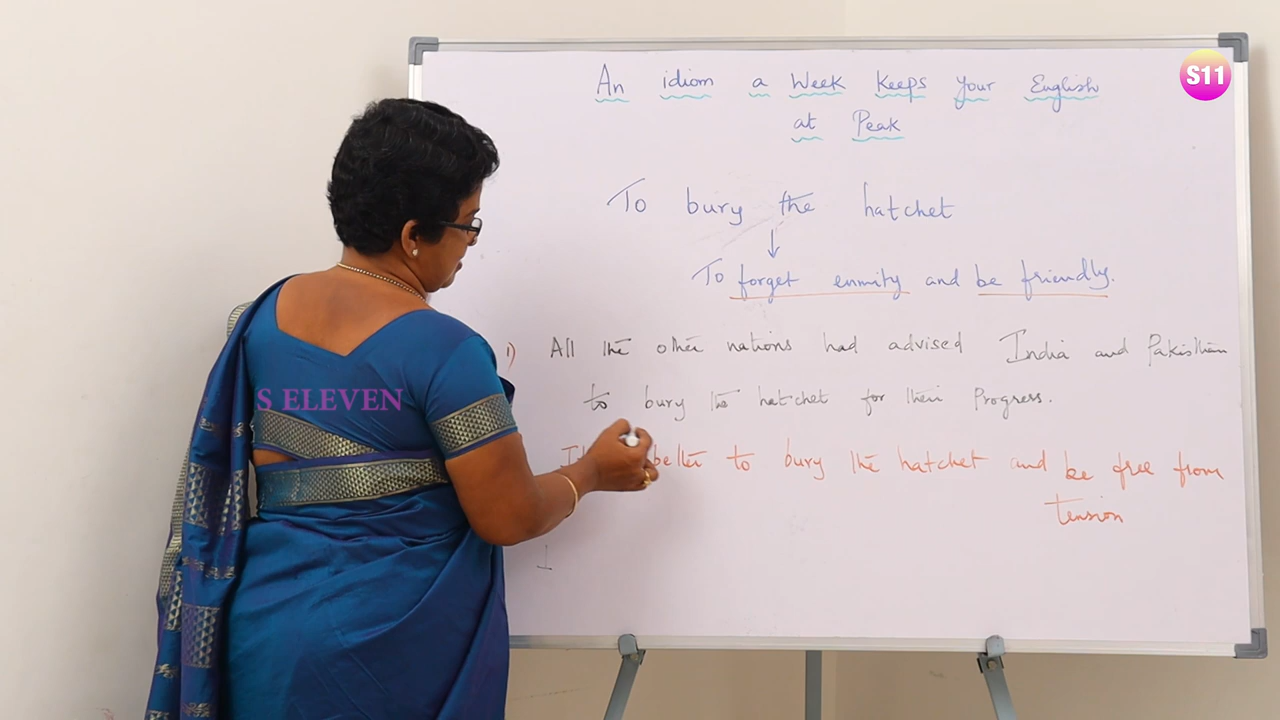 An idiom a Week keeps your English
at Peak
S11
To bury the hatchet
↓
To forget enmity and be friendly.
1) All the other nations had advised India and Pakisthan
to bury the hatchet for their Progress.
better to bury the hatchet and be free from
tension
I
S ELEVEN